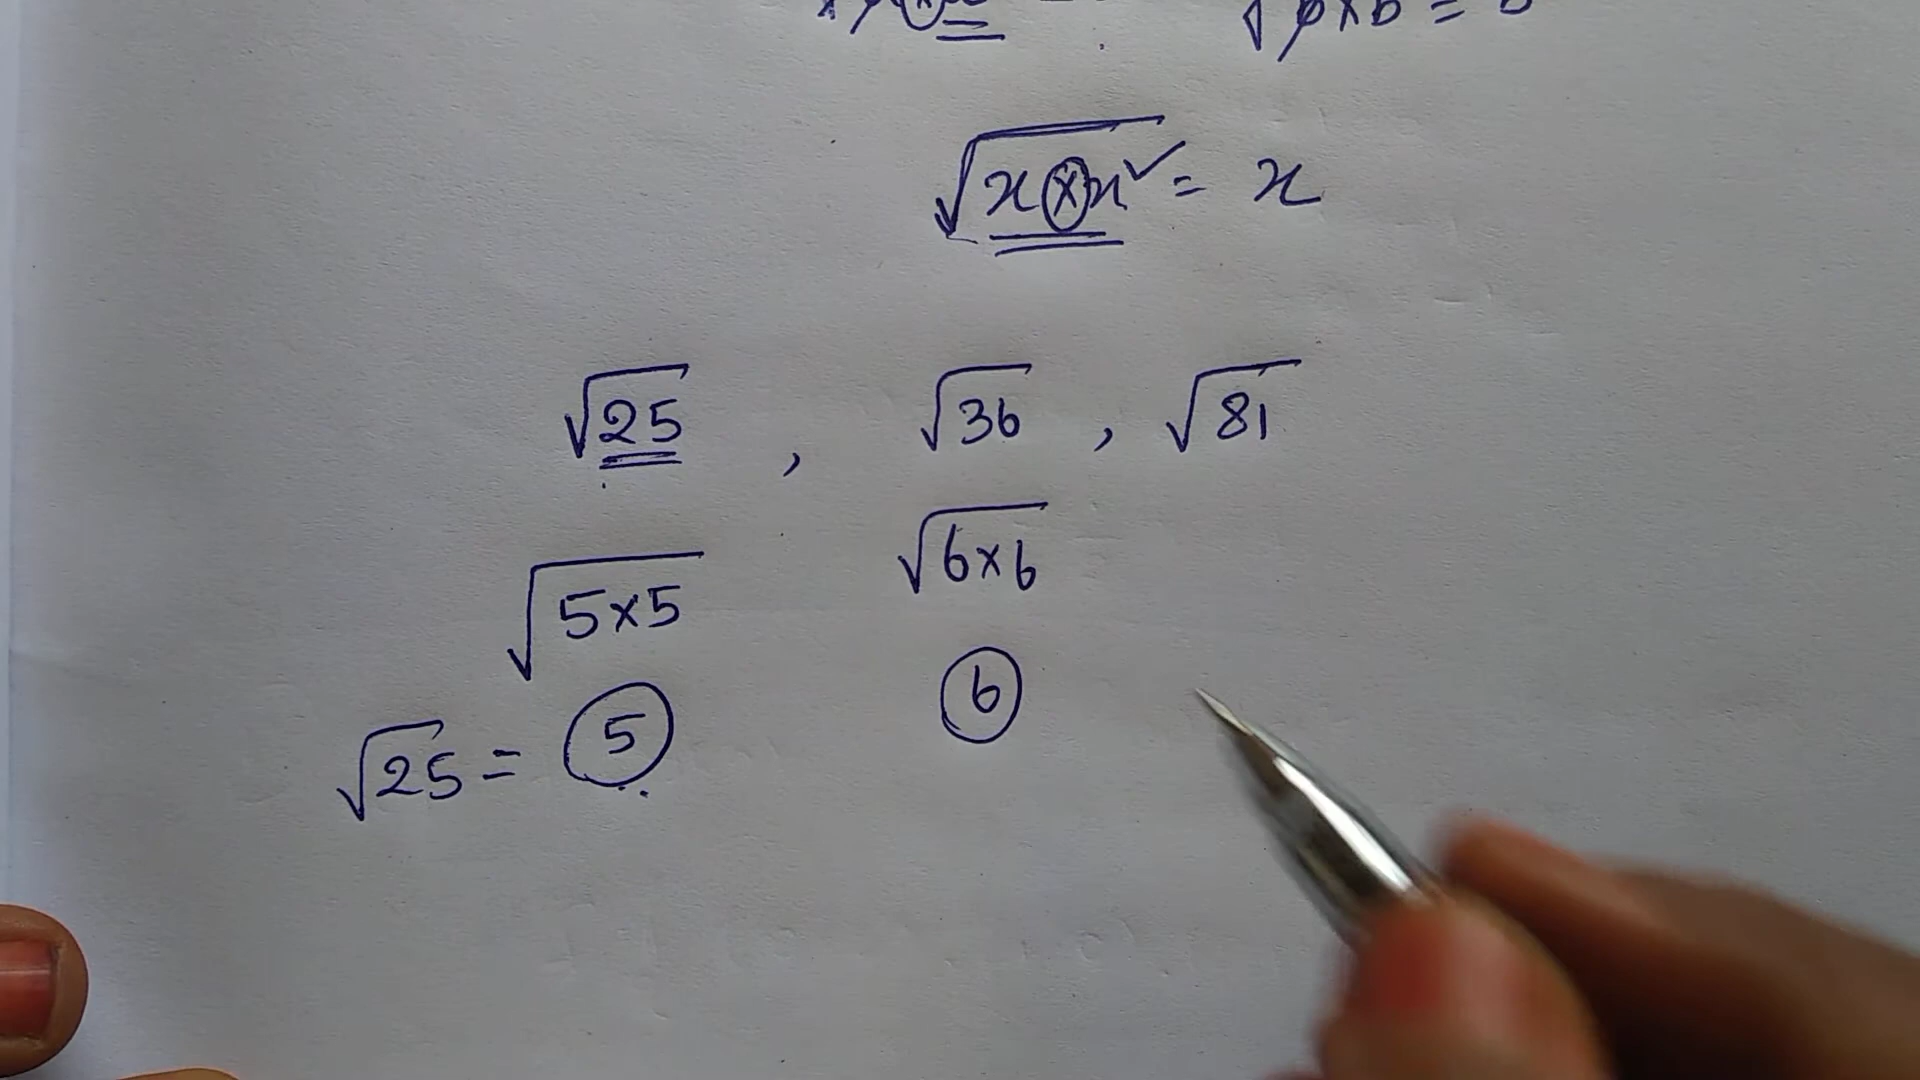 √x×x = x
√25 , √36 , √81
√5×5 √6×6
√25 = 5 6